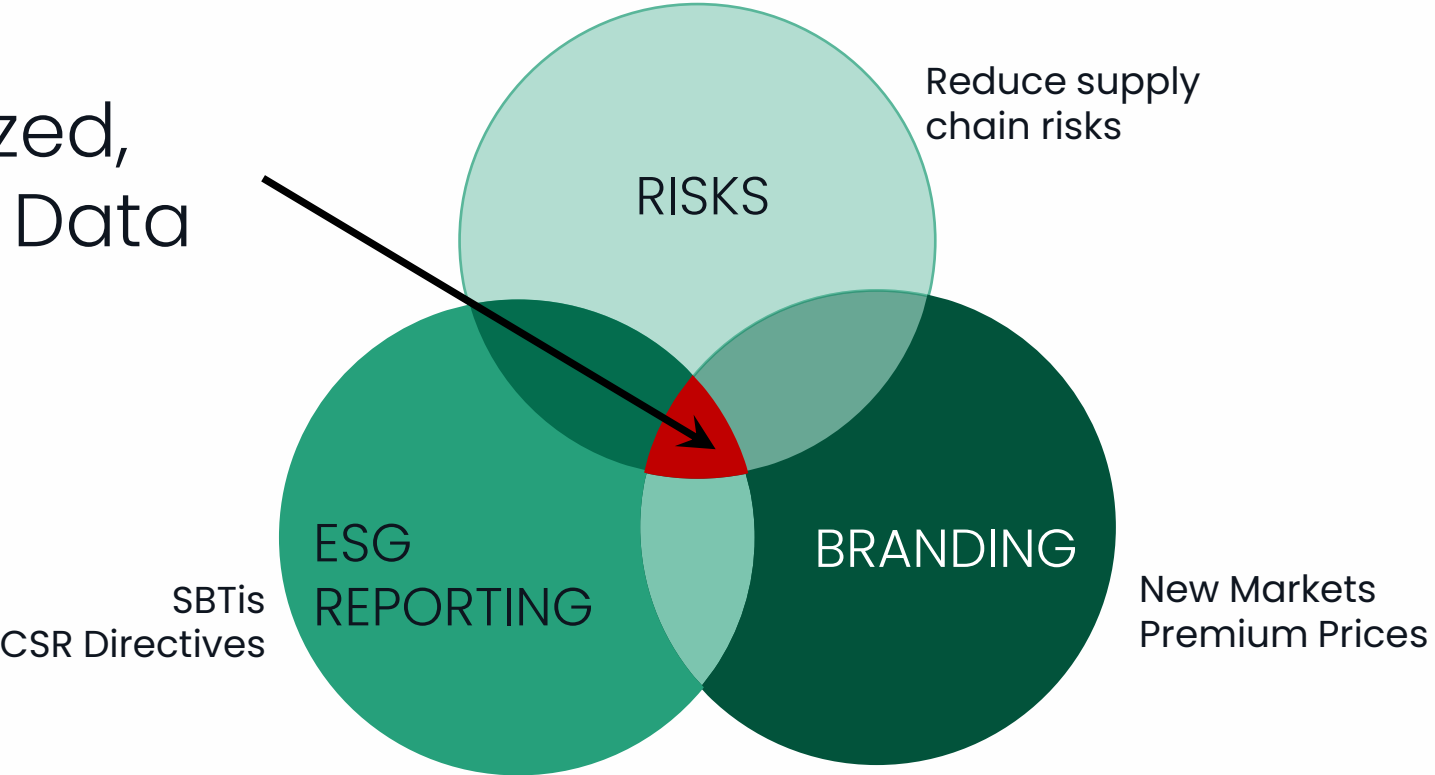 zed,
Data
Reduce supply
chain risks
RISKS
ESG
REPORTING
BRANDING
SBTis
CSR Directives
New Markets
Premium Prices